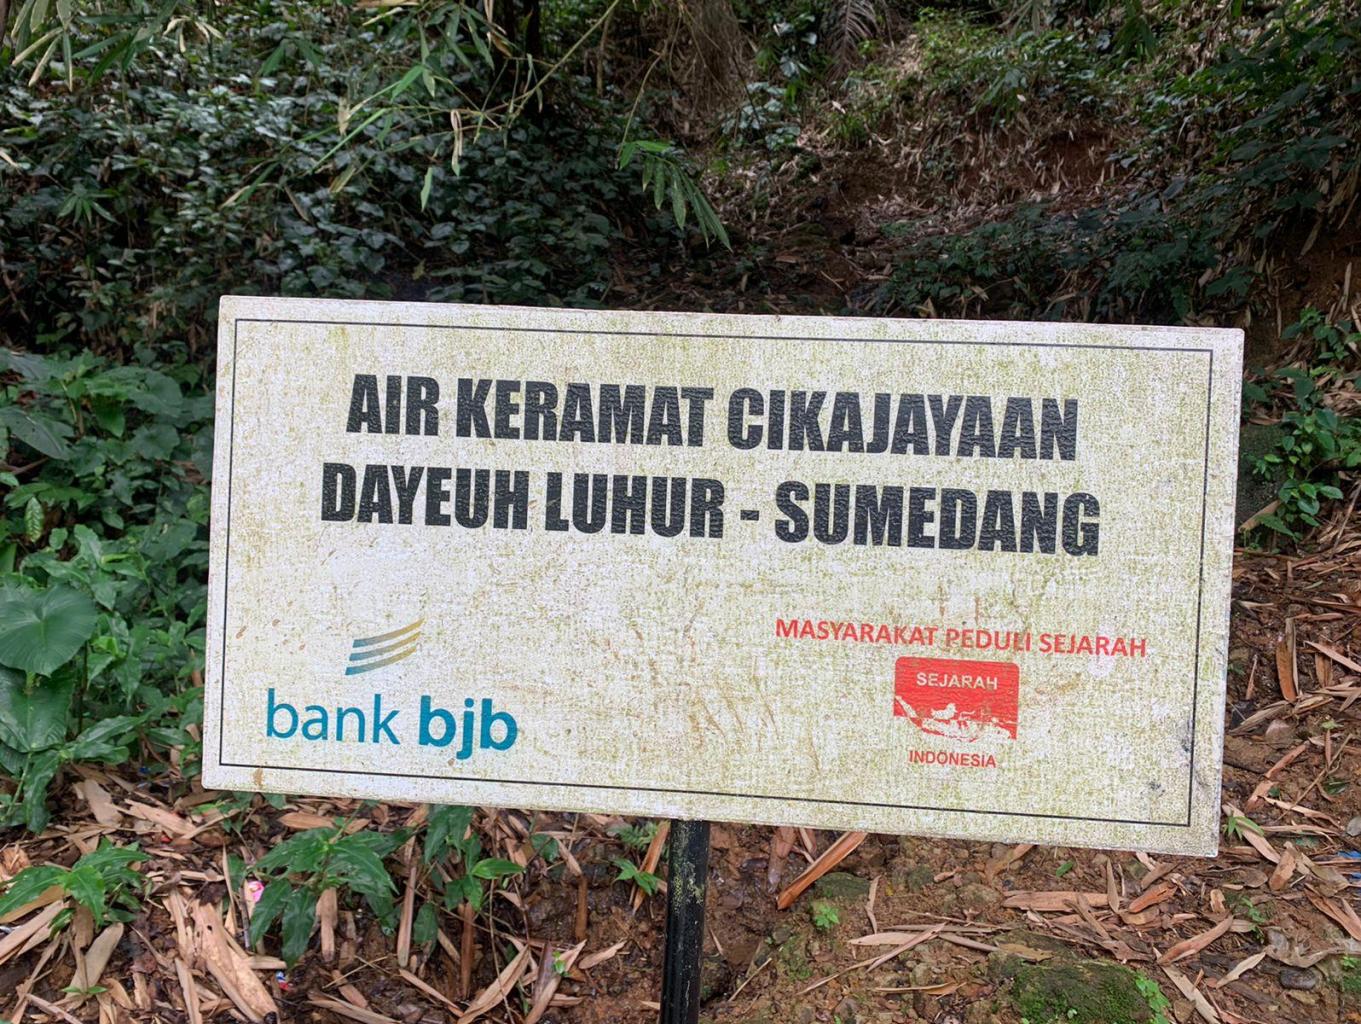 AIR KERAMAT CIKAJAYAAN
DAYEUH LUHUR - SUMEDANG
bank bjb
MASYARAKAT PEDULI SEJARAH
SEJARAH
INDONESIA